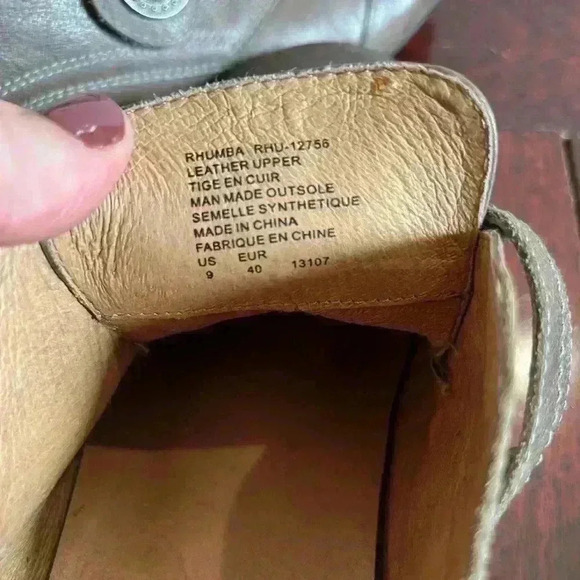 RHUMBA RHU-12756
LEATHER UPPER
TIGE EN CUIR
MAN MADE OUTSOLE
SEMELLE SYNTHETIQUE
MADE IN CHINA
FABRIQUE EN CHINE
US EUR
9 40 13107